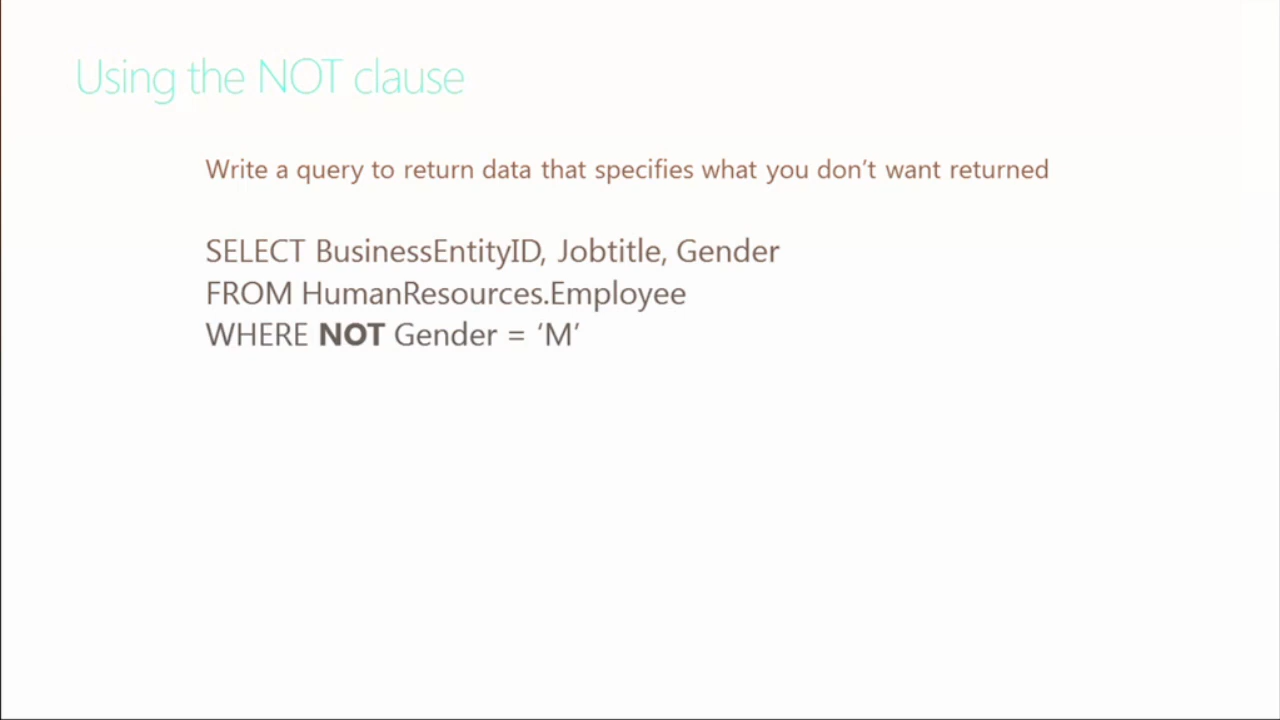 Using the NOT clause
Write a query to return data that specifies what you don’t want returned
SELECT BusinessEntityID, Jobtitle, Gender
FROM HumanResources.Employee
WHERE NOT Gender = ‘M’